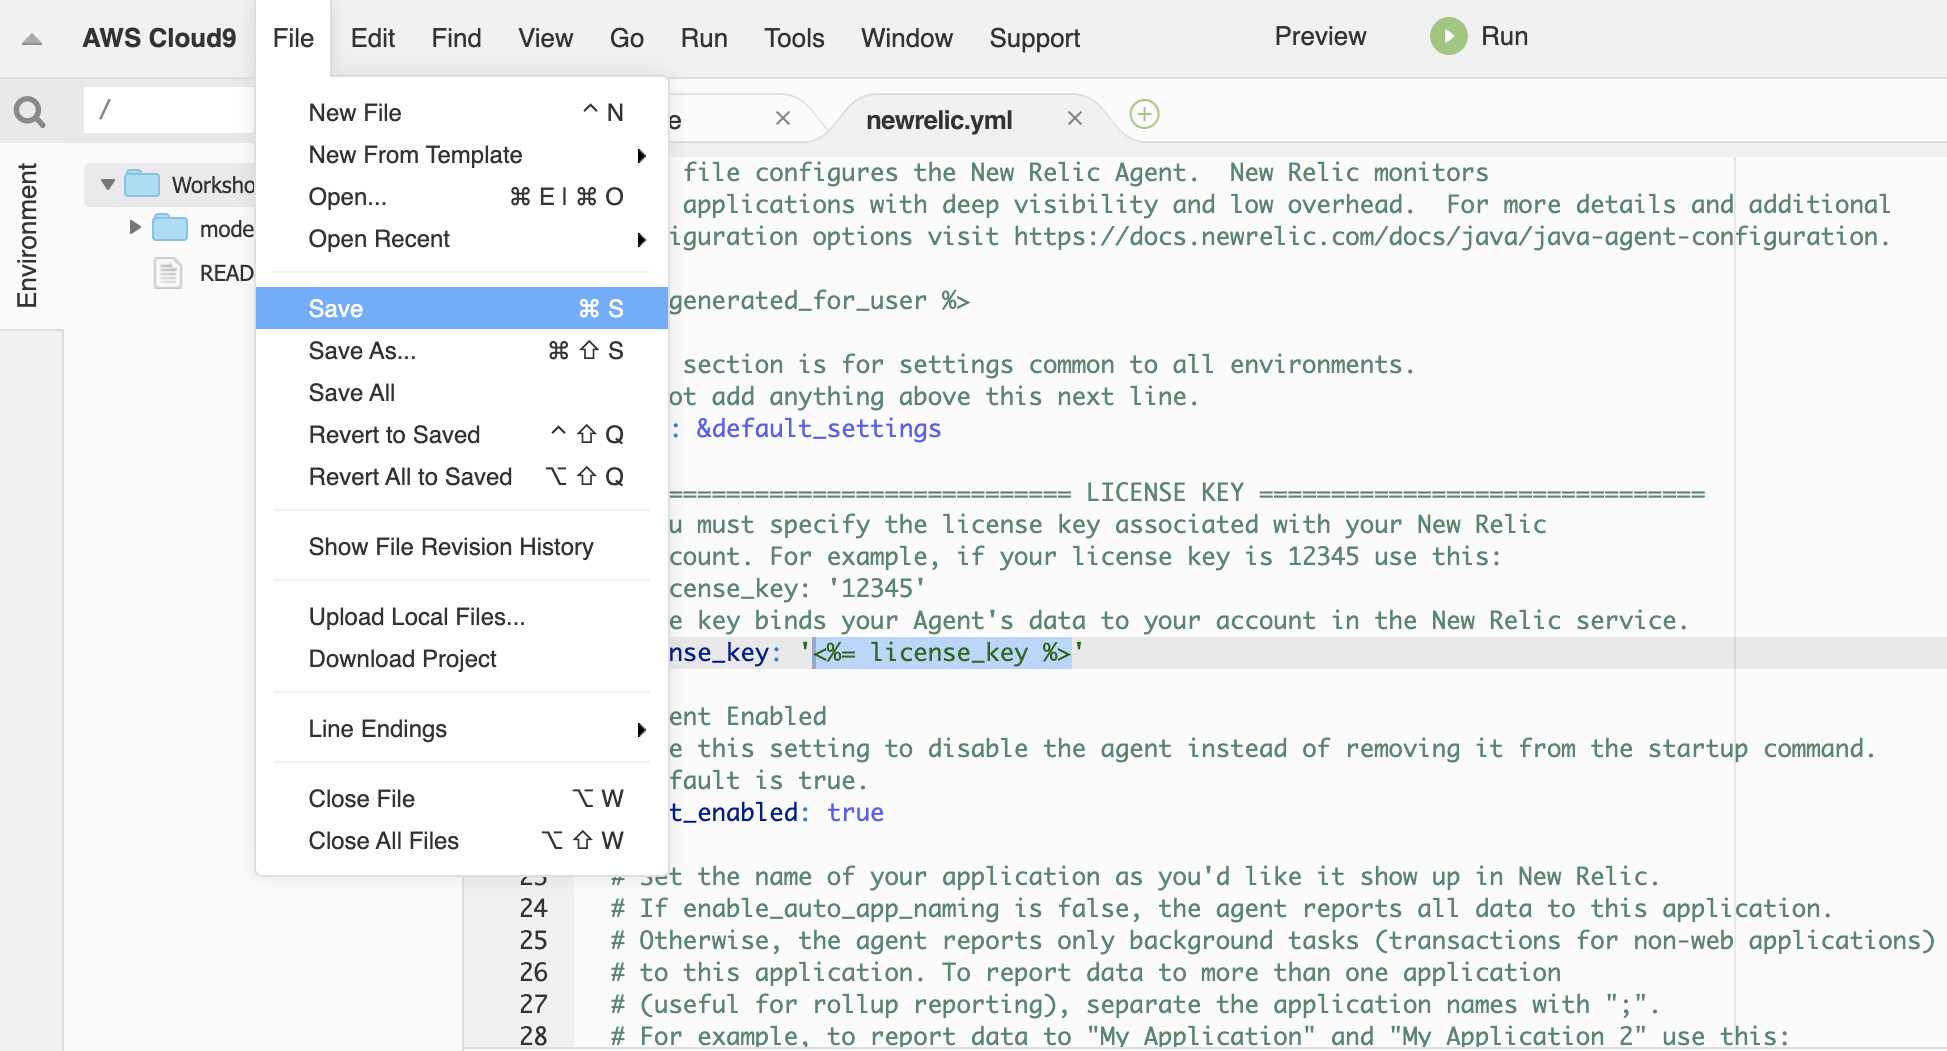 AWS Cloud9 File Edit Find View Go Run Tools Window Support Preview Run
/
Environment
Worksho
mode
READ
New File ^ N
New From Template
Open... ⌘ E | ⌘ O
Open Recent
Save ⌘ S
Save As... ⌘ ⇧ S
Save All
Revert to Saved ^ ⇧ Q
Revert All to Saved ⌥ ⇧ Q
Show File Revision History
Upload Local Files...
Download Project
Line Endings
Close File ⌥ W
Close All Files ⌥ ⇧ W
e × newrelic.yml ×
file configures the New Relic Agent.  New Relic monitors
applications with deep visibility and low overhead.  For more details and additional
iguration options visit https://docs.newrelic.com/docs/java/java-agent-configuration.
generated_for_user %>
section is for settings common to all environments.
ot add anything above this next line.
: &default_settings
============================ LICENSE KEY ===============================
u must specify the license key associated with your New Relic
count. For example, if your license key is 12345 use this:
cense_key: '12345'
e key binds your Agent's data to your account in the New Relic service.
nse_key: '<%= license_key %>'
ent Enabled
e this setting to disable the agent instead of removing it from the startup command.
fault is true.
t_enabled: true
23 # Set the name of your application as you'd like it show up in New Relic.
24 # If enable_auto_app_naming is false, the agent reports all data to this application.
25 # Otherwise, the agent reports only background tasks (transactions for non-web applications)
26 # to this application. To report data to more than one application
27 # (useful for rollup reporting), separate the application names with ";".
28 # For example, to report data to "My Application" and "My Application 2" use this: